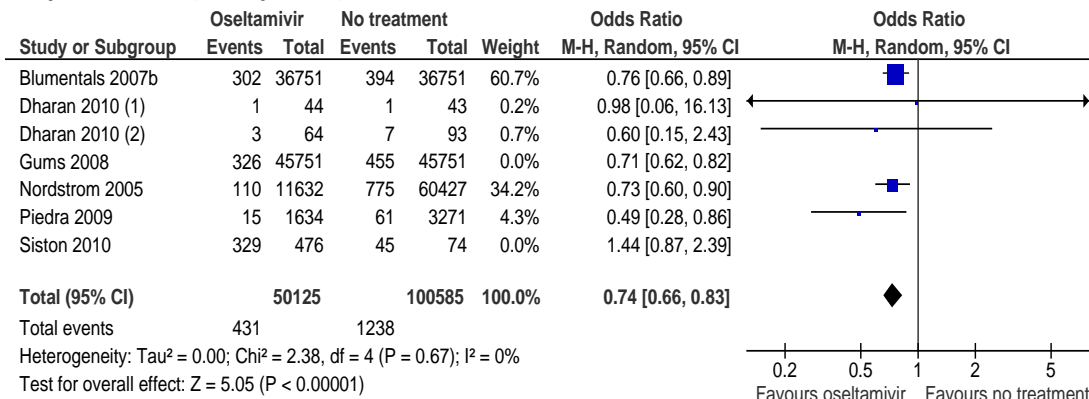 Oseltamivir No treatment Odds Ratio Odds Ratio
Study or Subgroup Events Total Events Total Weight M-H, Random, 95% CI M-H, Random, 95% CI
Blumentals 2007b 302 36751 394 36751 60.7% 0.76 [0.66, 0.89]
Dharan 2010 (1) 1 44 1 43 0.2% 0.98 [0.06, 16.13]
Dharan 2010 (2) 3 64 7 93 0.7% 0.60 [0.15, 2.43]
Gums 2008 326 45751 455 45751 0.0% 0.71 [0.62, 0.82]
Nordstrom 2005 110 11632 775 60427 34.2% 0.73 [0.60, 0.90]
Piedra 2009 15 1634 61 3271 4.3% 0.49 [0.28, 0.86]
Siston 2010 329 476 45 74 0.0% 1.44 [0.87, 2.39]
Total (95% CI) 50125 100585 100.0% 0.74 [0.66, 0.83]
Total events 431 1238
Heterogeneity: Tau² = 0.00; Chi² = 2.38, df = 4 (P = 0.67); I² = 0%
Test for overall effect: Z = 5.05 (P < 0.00001)
0.2 0.5 1 2 5
Favours oseltamivir Favours no treatment